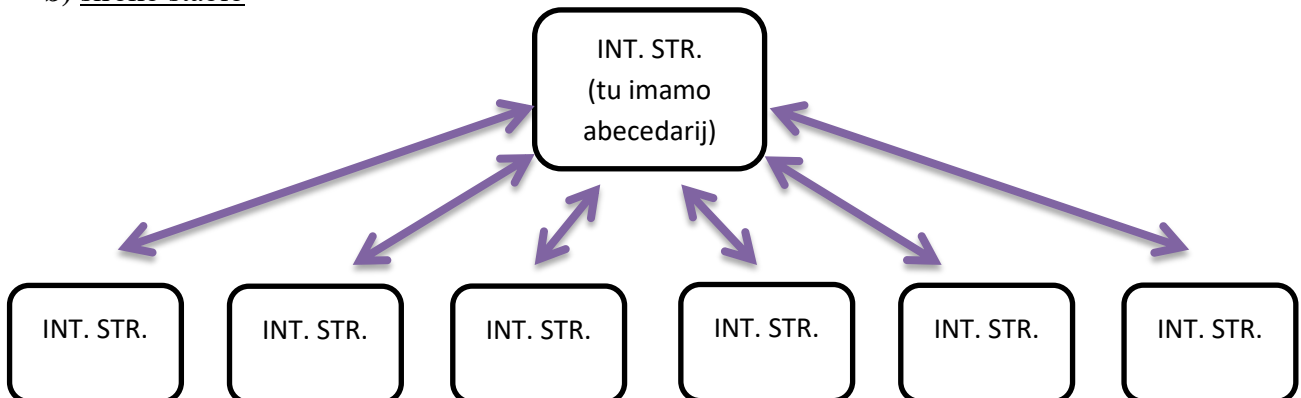 INT. STR.
(tu imamo
abecedarij)
INT. STR. INT. STR. INT. STR. INT. STR. INT. STR. INT. STR.